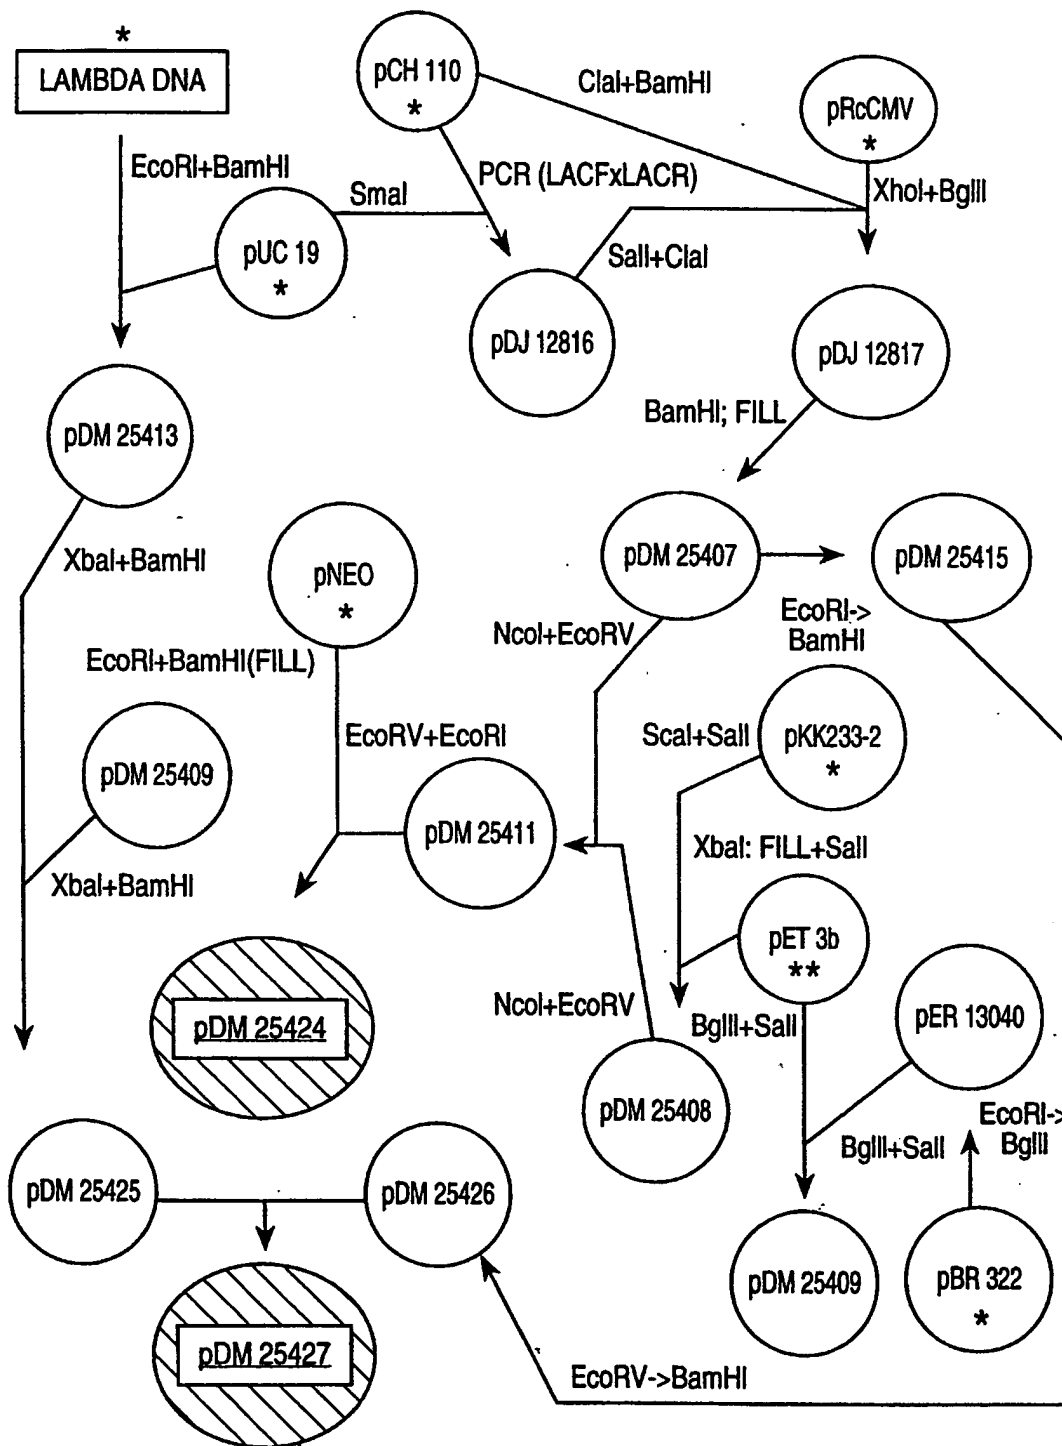 *
LAMBDA DNA
pCH 110
*
ClaI+BamHI
pRcCMV
*
EcoRI+BamHI
SmaI
PCR (LACFxLACR)
XhoI+BglII
pUC 19
*
SalI+ClaI
pDJ 12816
pDJ 12817
BamHI; FILL
pDM 25413
XbaI+BamHI
pNEO
*
pDM 25407
pDM 25415
NcoI+EcoRV
EcoRI->
BamHI
EcoRI+BamHI(FILL)
EcoRV+EcoRI
ScaI+SalI
pKK233-2
*
pDM 25409
pDM 25411
XbaI: FILL+SalI
XbaI+BamHI
pET 3b
**
pDM 25424
NcoI+EcoRV
BglII+SalI
pER 13040
pDM 25408
EcoRI->
BglII
BglII+SalI
pDM 25425
pDM 25426
pDM 25409
pBR 322
*
pDM 25427
EcoRV->BamHI